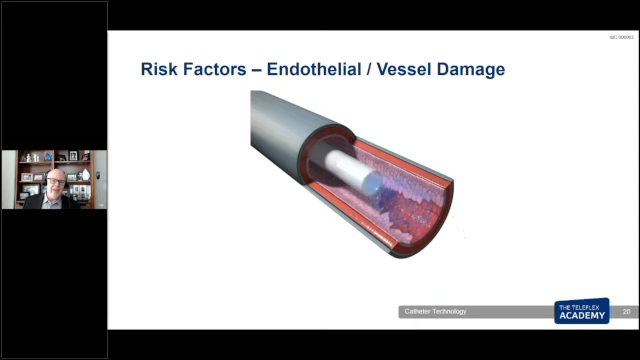 Risk Factors – Endothelial / Vessel Damage
Catheter Technology
THE TELEFLEX
ACADEMY
20